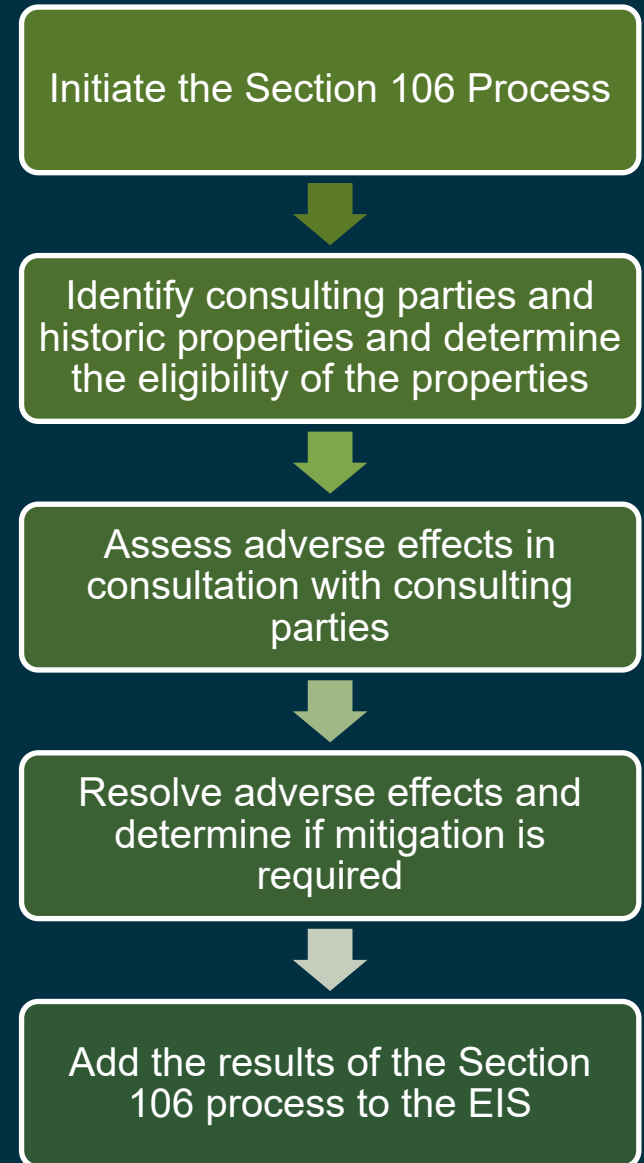 Initiate the Section 106 Process
Identify consulting parties and
historic properties and determine
the eligibility of the properties
Assess adverse effects in
consultation with consulting
parties
Resolve adverse effects and
determine if mitigation is
required
Add the results of the Section
106 process to the EIS